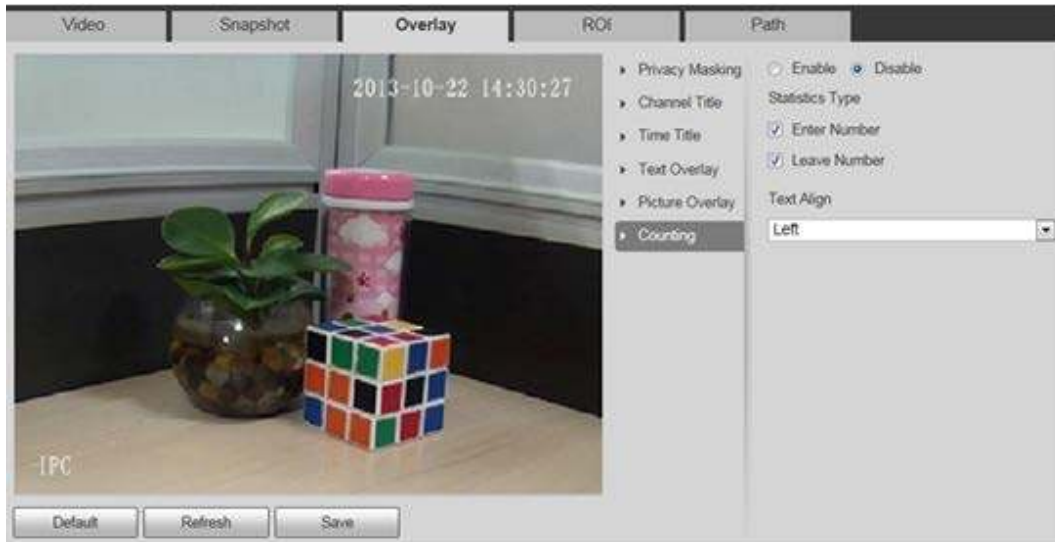 Video
Snapshot
Overlay
ROI
Path
2013-10-22 14:30:27
IPC
Privacy Masking
Channel Title
Time Title
Text Overlay
Picture Overlay
Counting
Enable
Disable
Statistics Type
Enter Number
Leave Number
Text Align
Left
Default
Refresh
Save